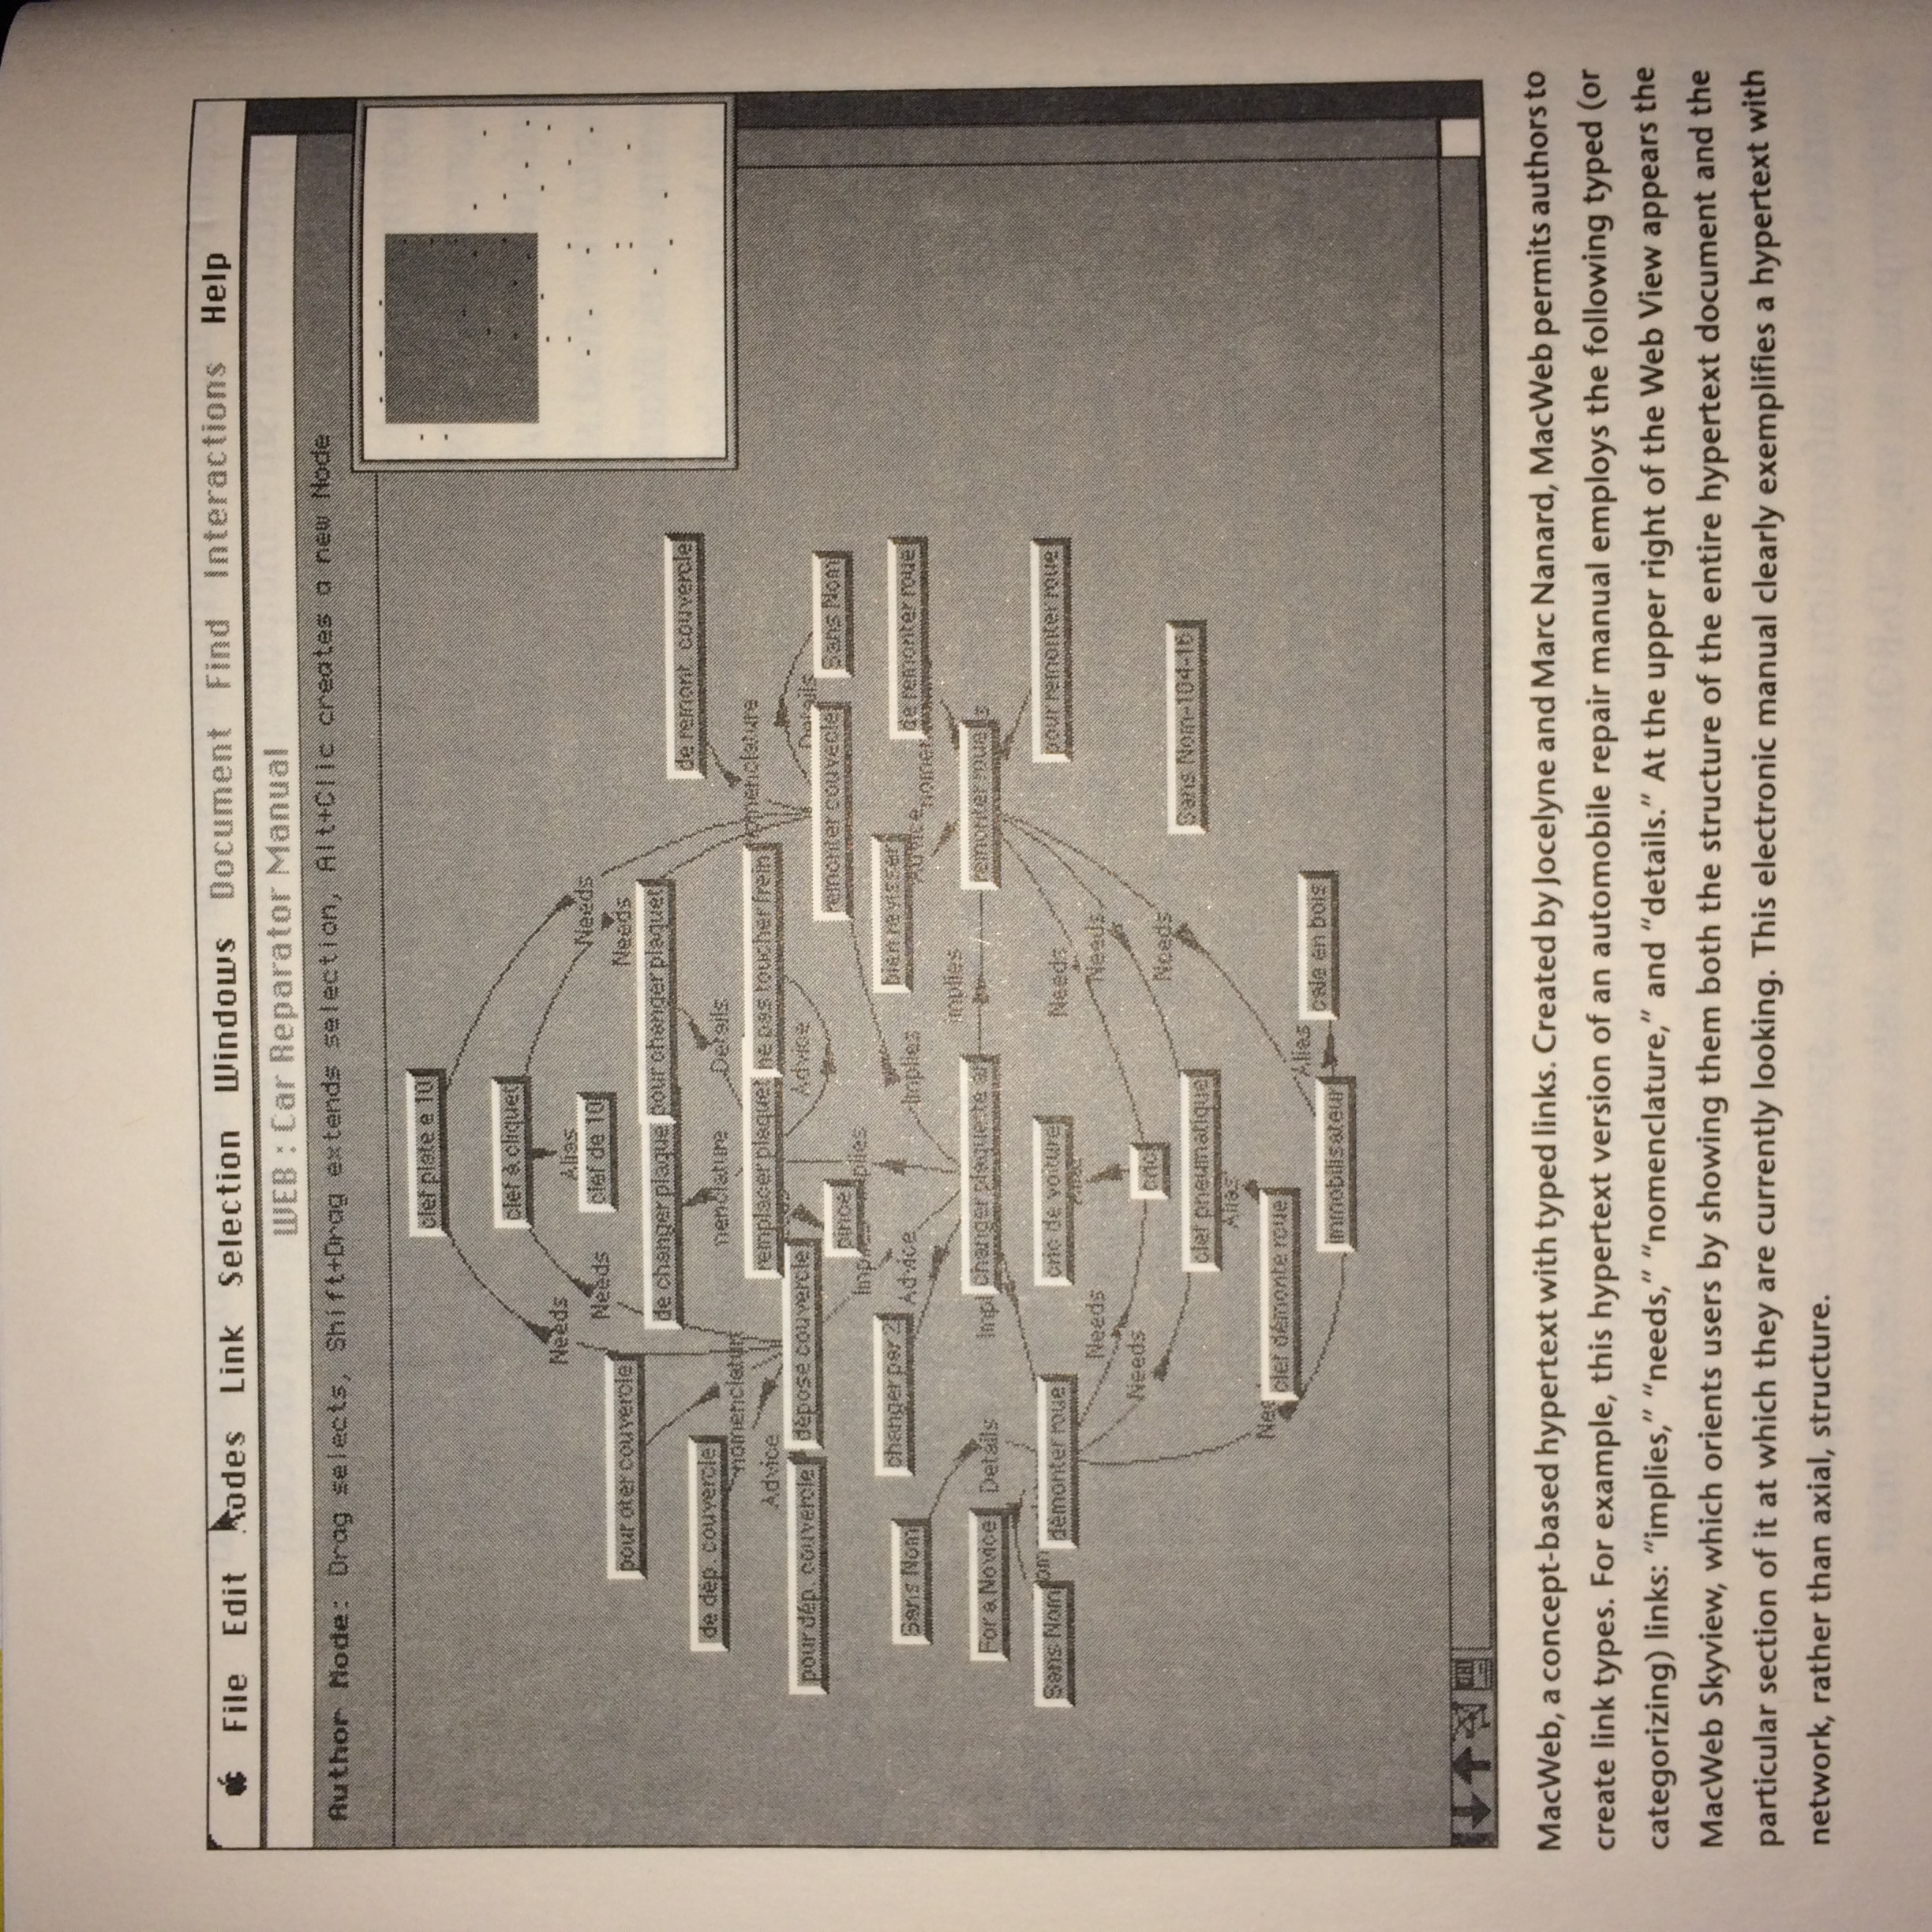 File Edit Nodes Link Selection Windows Document Find Interactions Help
WEB : Car Reparator Manual
Author Mode: Drag selects, Shift+Drag extends selection, Alt+Clic creates a new Node
clef plate e 10
clef à cliquet
Needs
Alias
Needs
clef de 10
Needs
Needs
pour oter couvercle
de changer plaque
pour changer plaquet
de remont. couvercle
de dép. couvercle
nomenclature
nenclature
Details
omenclature
Advice
remplacer plaquet
ne pas toucher frein
pour dép. couvercle
dépose couvercle
Advice
Details
pince
remonter couvecle
Sans Nom
Imp
plies
changer par 2
Advice
Implies
bien revisser
Advice
nomen
de remonter roue
Sans Nom
implies
For a Novice
Details
Impl
changer plaquette ar
remonter roue
s
Sans Nom
om
démonter roue
cric de voiture
Needs
pour remonter roue
Needs
Needs
Needs
cric
Needs
clef pneumatique
Sans Nom-104-16
Alias
Nee
clef démonte roue
Alias
immobilisateur
cale en bois
MacWeb, a concept-based hypertext with typed links. Created by Jocelyne and Marc Nanard, MacWeb permits authors to
create link types. For example, this hypertext version of an automobile repair manual employs the following typed (or
categorizing) links: “implies,” “needs,” “nomenclature,” and “details.” At the upper right of the Web View appears the
MacWeb Skyview, which orients users by showing them both the structure of the entire hypertext document and the
particular section of it at which they are currently looking. This electronic manual clearly exemplifies a hypertext with
network, rather than axial, structure.